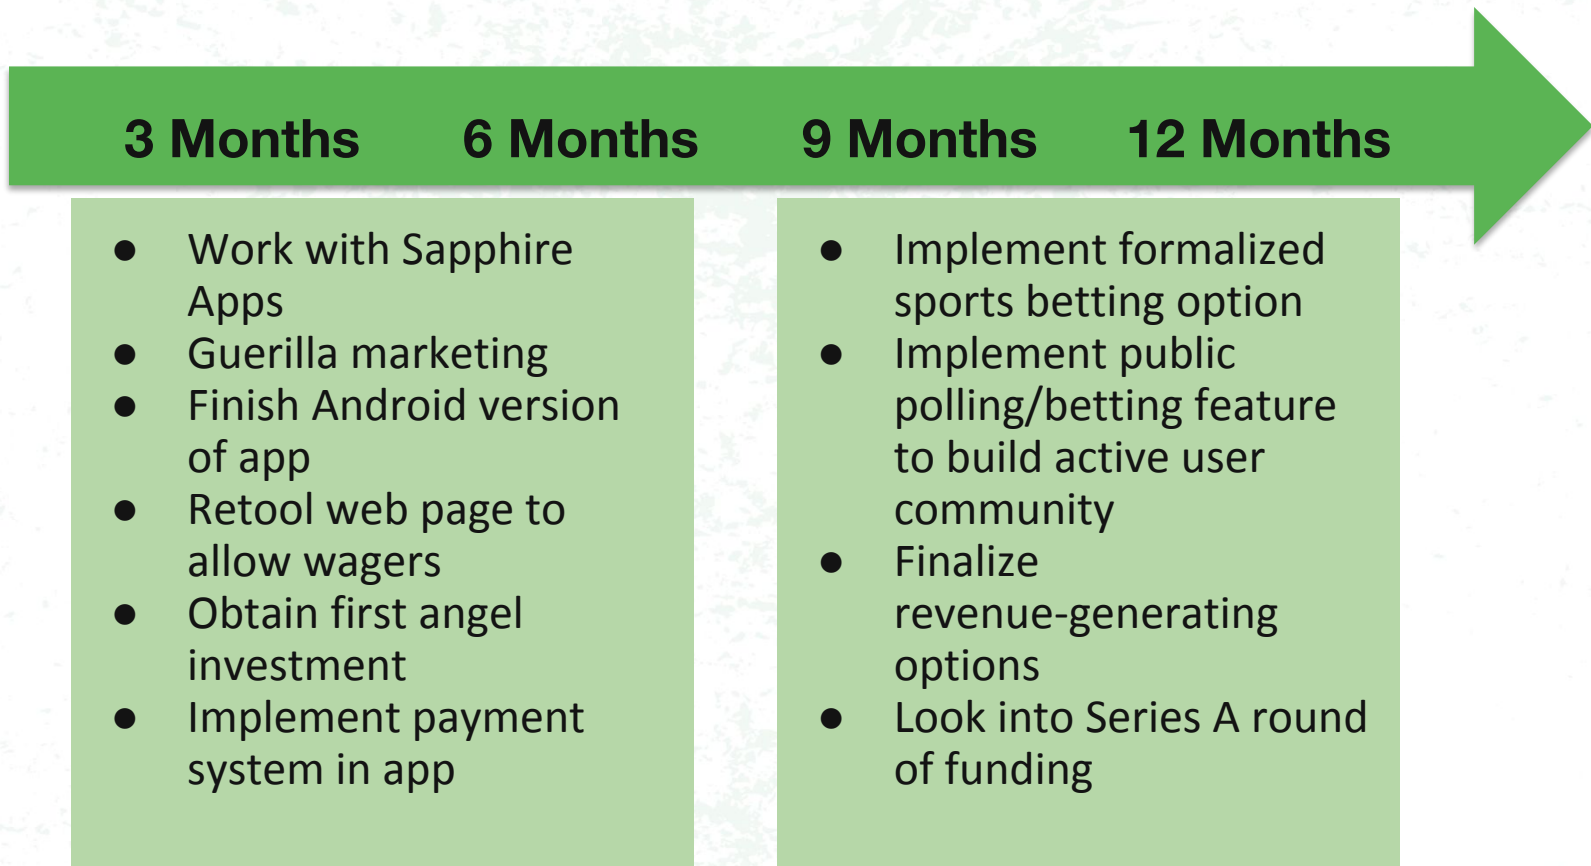 3 Months 6 Months 9 Months 12 Months
● Work with Sapphire
Apps
● Guerilla marketing
● Finish Android version
of app
● Retool web page to
allow wagers
● Obtain first angel
investment
● Implement payment
system in app
● Implement formalized
sports betting option
● Implement public
polling/betting feature
to build active user
community
● Finalize
revenue-generating
options
● Look into Series A round
of funding